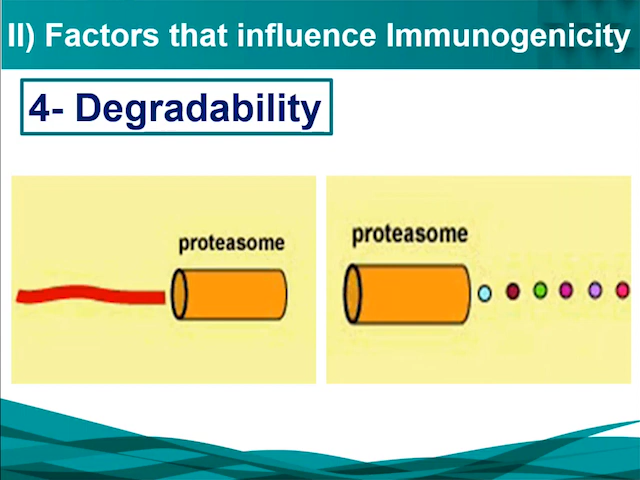 II) Factors that influence Immunogenicity
4- Degradability
proteasome
proteasome